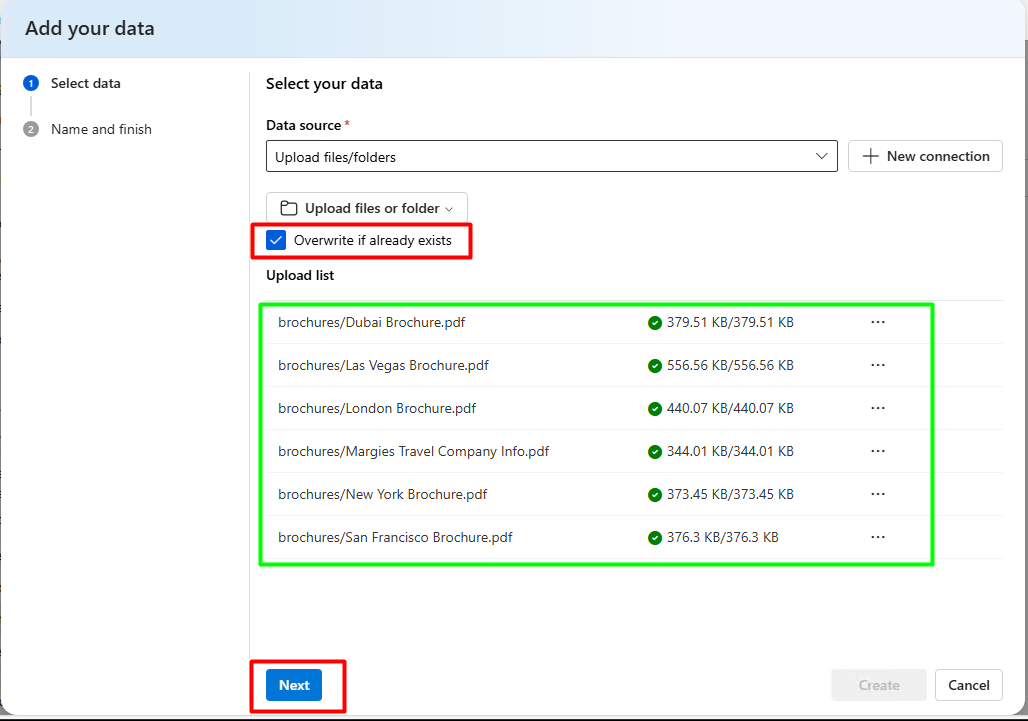 Add your data
1 Select data
2 Name and finish
Select your data
Data source *
Upload files/folders
New connection
Upload files or folder
Overwrite if already exists
Upload list
brochures/Dubai Brochure.pdf 379.51 KB/379.51 KB ...
brochures/Las Vegas Brochure.pdf 556.56 KB/556.56 KB ...
brochures/London Brochure.pdf 440.07 KB/440.07 KB ...
brochures/Margies Travel Company Info.pdf 344.01 KB/344.01 KB ...
brochures/New York Brochure.pdf 373.45 KB/373.45 KB ...
brochures/San Francisco Brochure.pdf 376.3 KB/376.3 KB ...
Next Create Cancel